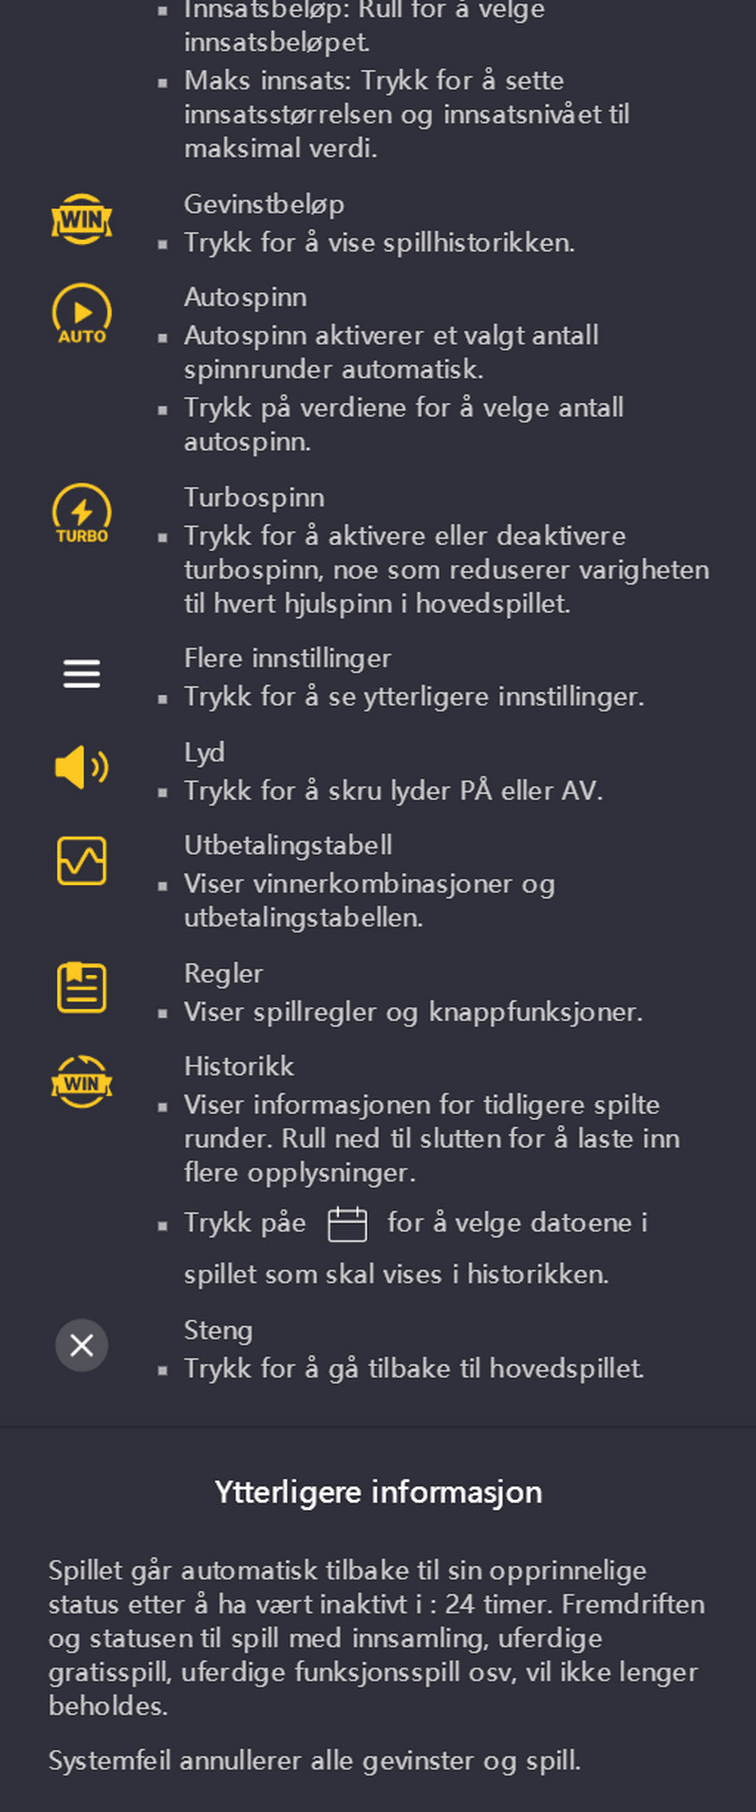 Innsatsbeløp: Rull for å velge
innsatsbeløpet.
Maks innsats: Trykk for å sette
innsatsstørrelsen og innsatsnivået til
maksimal verdi.
WIN
Gevinstbeløp
Trykk for å vise spillhistorikken.
AUTO
Autospinn
Autospinn aktiverer et valgt antall
spinnrunder automatisk.
Trykk på verdiene for å velge antall
autospinn.
TURBO
Turbospinn
Trykk for å aktivere eller deaktivere
turbospinn, noe som reduserer varigheten
til hvert hjulspinn i hovedspillet.
Flere innstillinger
Trykk for å se ytterligere innstillinger.
Lyd
Trykk for å skru lyder PÅ eller AV.
Utbetalingstabell
Viser vinnerkombinasjoner og
utbetalingstabellen.
Regler
Viser spillregler og knappfunksjoner.
WIN
Historikk
Viser informasjonen for tidligere spilte
runder. Rull ned til slutten for å laste inn
flere opplysninger.
Trykk påe for å velge datoene i
spillet som skal vises i historikken.
Steng
Trykk for å gå tilbake til hovedspillet.
Ytterligere informasjon
Spillet går automatisk tilbake til sin opprinnelige
status etter å ha vært inaktivt i : 24 timer. Fremdriften
og statusen til spill med innsamling, uferdige
gratisspill, uferdige funksjonsspill osv, vil ikke lenger
beholdes.
Systemfeil annullerer alle gevinster og spill.